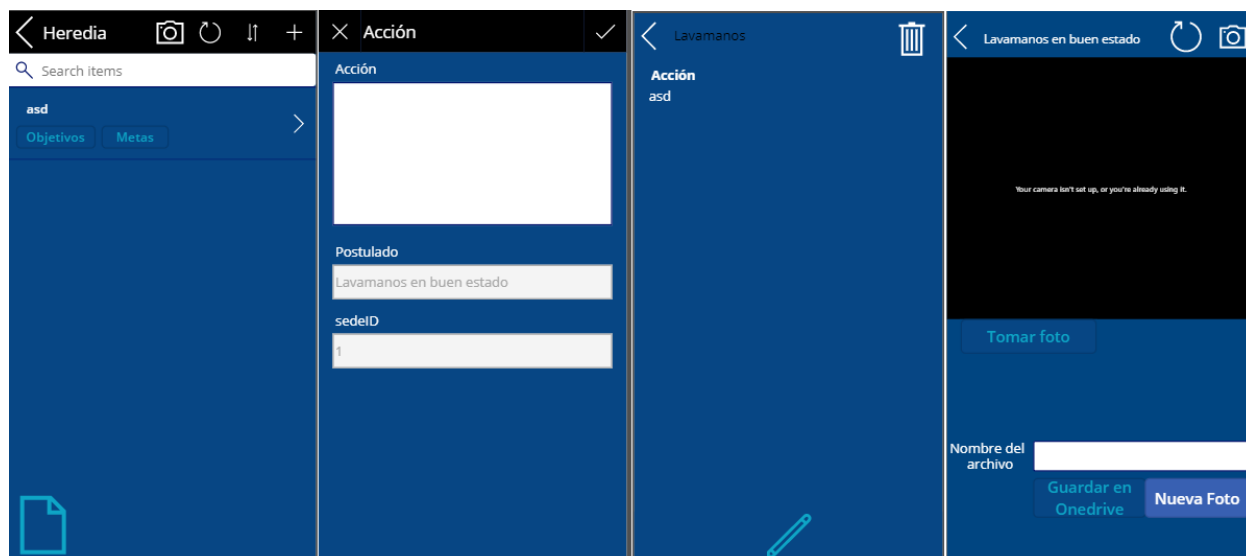 Heredia
Search items
asd
Objetivos Metas
Acción
Acción
Postulado
Lavamanos en buen estado
sedeID
1
Lavamanos
Acción
asd
Lavamanos en buen estado
Your camera isn't set up, or you're already using it.
Tomar foto
Nombre del
archivo
Guardar en
Onedrive
Nueva Foto